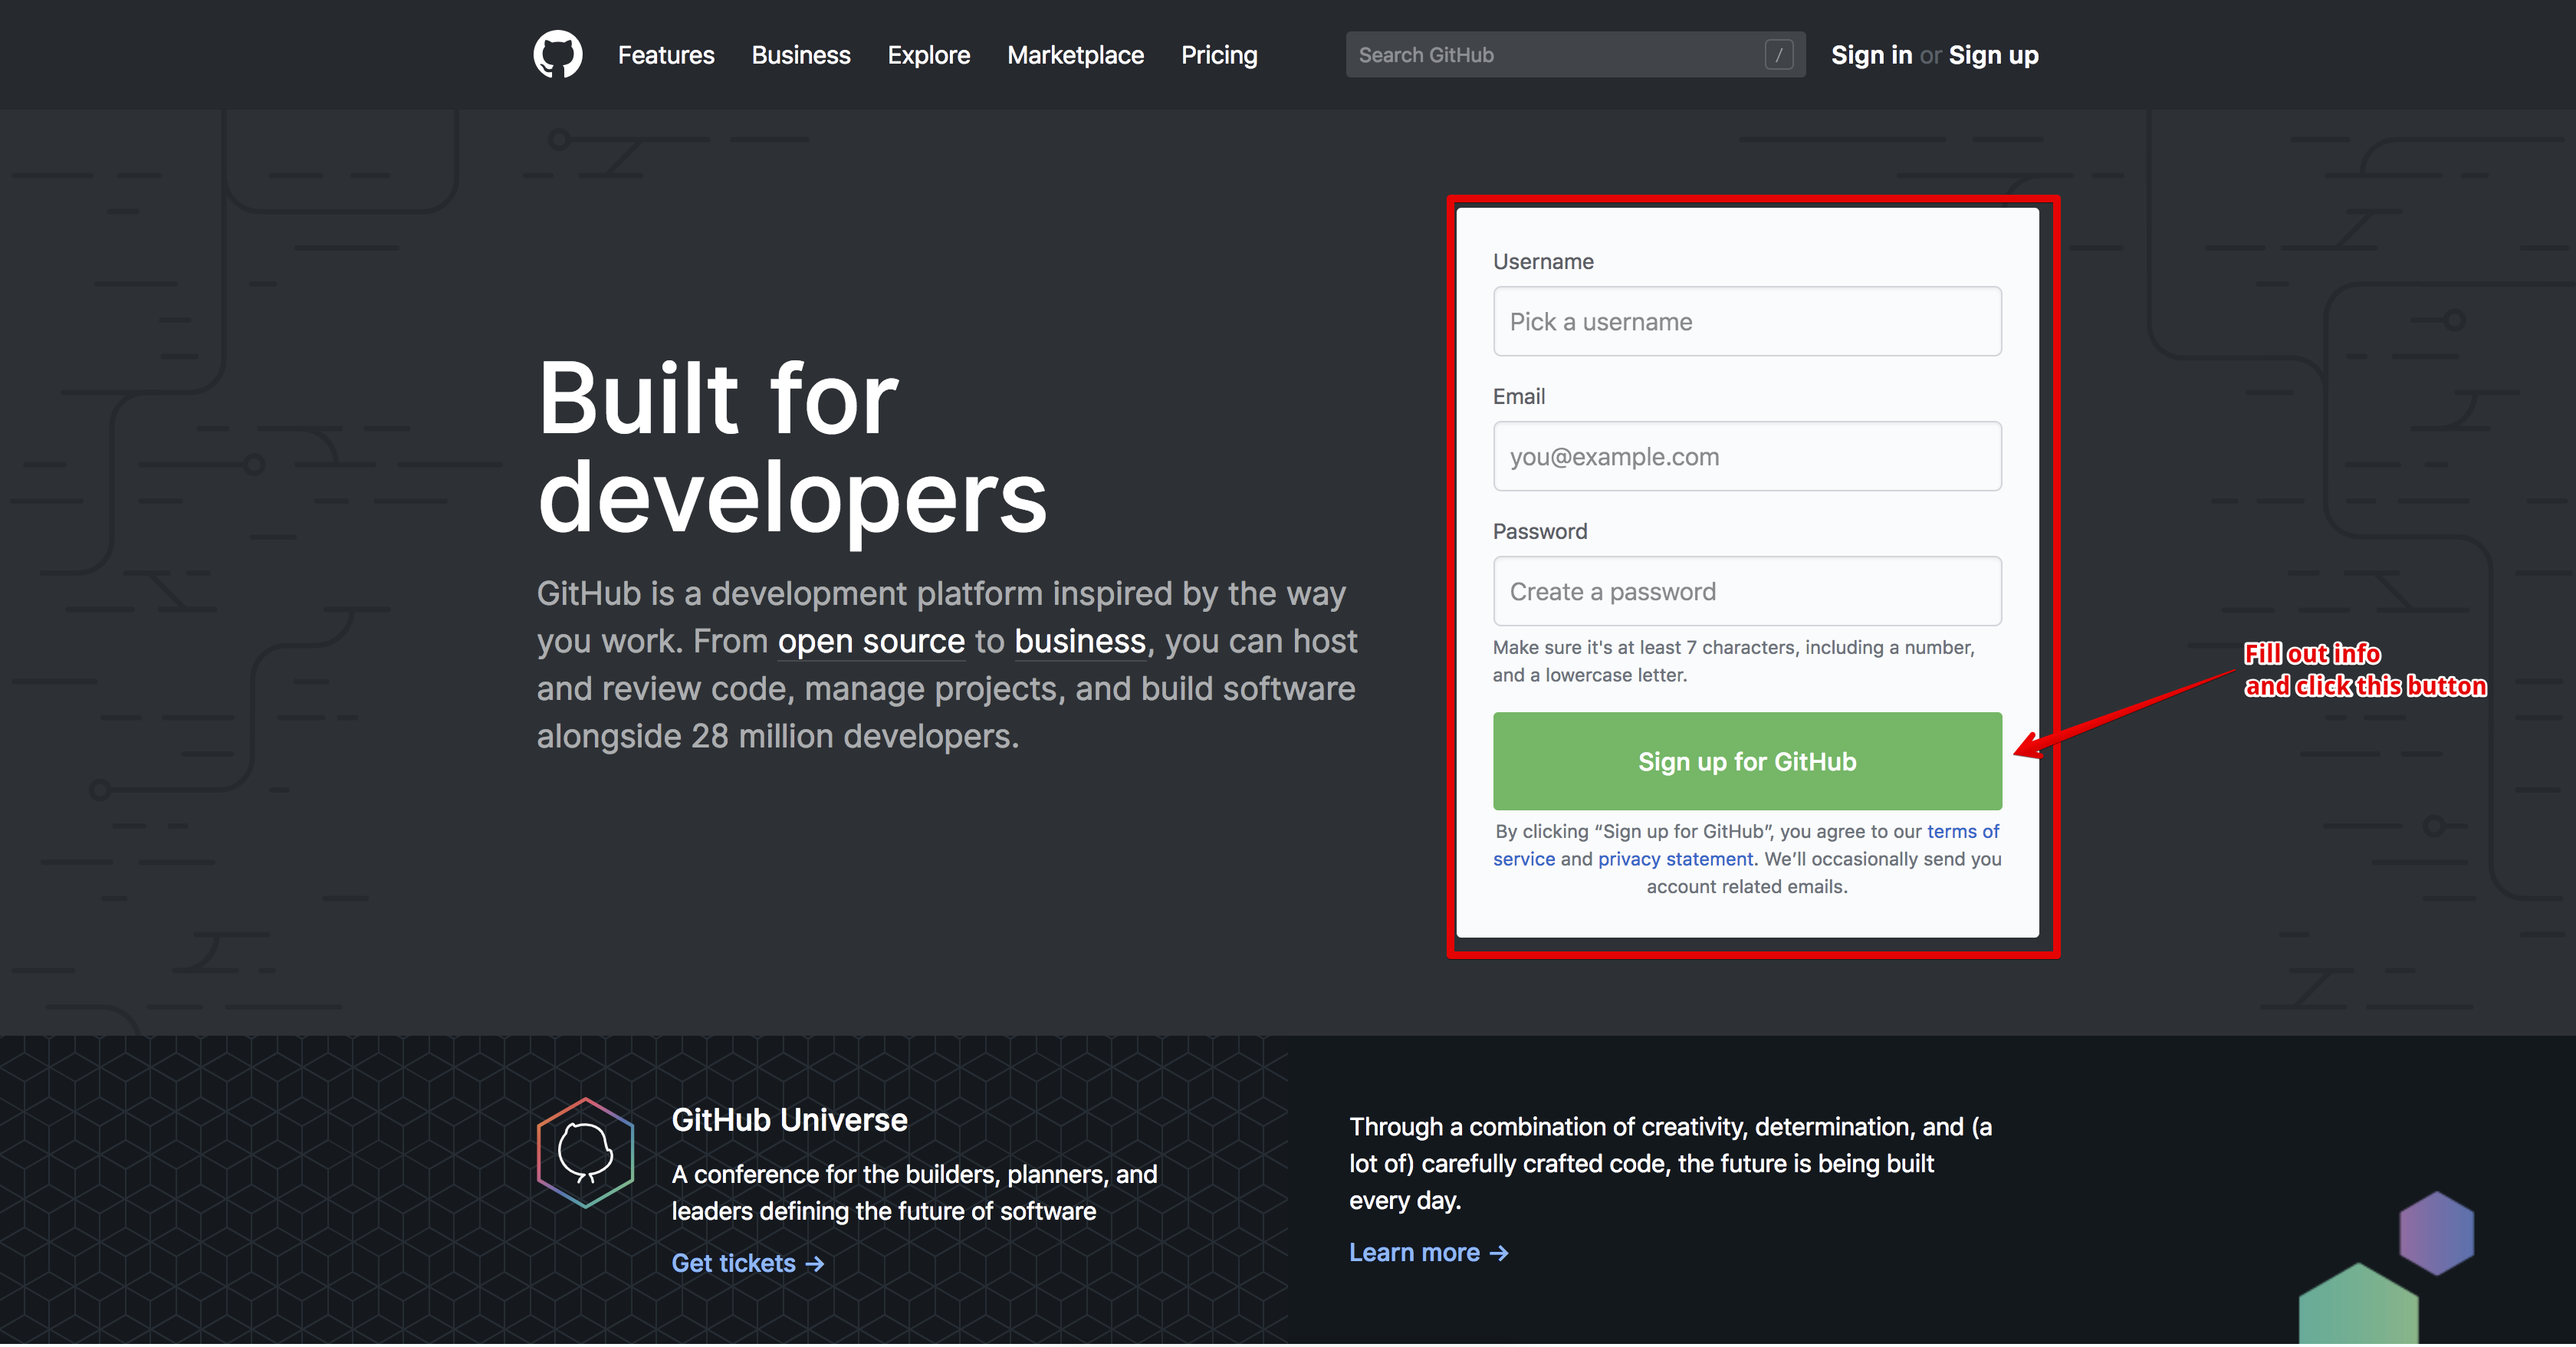 Features Business Explore Marketplace Pricing Search GitHub / Sign in or Sign up
Built for
developers
GitHub is a development platform inspired by the way
you work. From open source to business, you can host
and review code, manage projects, and build software
alongside 28 million developers.
Username
Pick a username
Email
you@example.com
Password
Create a password
Make sure it's at least 7 characters, including a number,
and a lowercase letter.
Sign up for GitHub
By clicking “Sign up for GitHub”, you agree to our terms of
service and privacy statement. We’ll occasionally send you
account related emails.
Fill out info
and click this button
GitHub Universe
A conference for the builders, planners, and
leaders defining the future of software
Get tickets →
Through a combination of creativity, determination, and (a
lot of) carefully crafted code, the future is being built
every day.
Learn more →